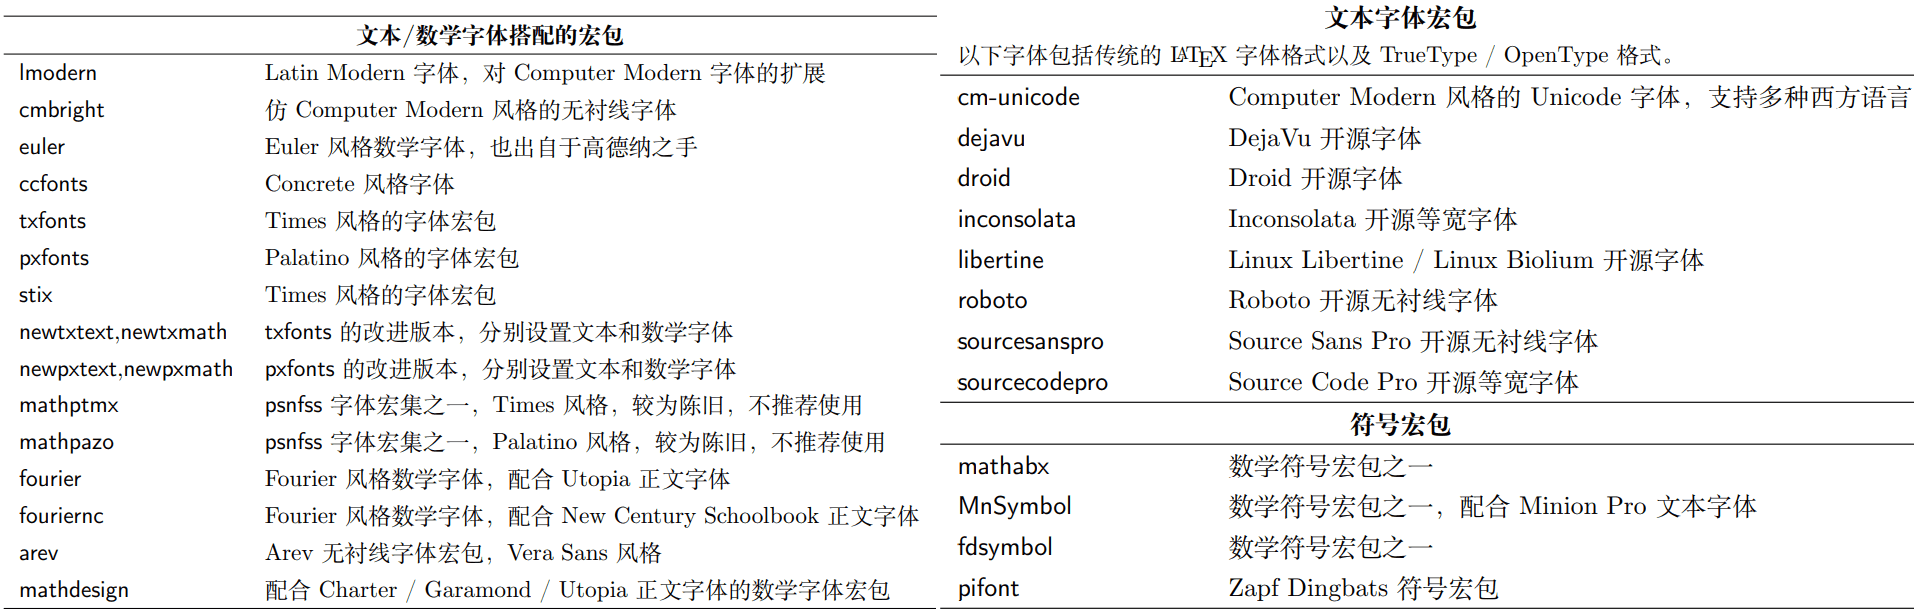 文本/数学字体搭配的宏包
lmodern Latin Modern 字体，对 Computer Modern 字体的扩展
cmbright 仿 Computer Modern 风格的无衬线字体
euler Euler 风格数学字体，也出自于高德纳之手
ccfonts Concrete 风格字体
txfonts Times 风格的字体宏包
pxfonts Palatino 风格的字体宏包
stix Times 风格的字体宏包
newtxtext,newtxmath txfonts 的改进版本，分别设置文本和数学字体
newpxtext,newpxmath pxfonts 的改进版本，分别设置文本和数学字体
mathptmx psnfss 字体宏集之一，Times 风格，较为陈旧，不推荐使用
mathpazo psnfss 字体宏集之一，Palatino 风格，较为陈旧，不推荐使用
fourier Fourier 风格数学字体，配合 Utopia 正文字体
fouriernc Fourier 风格数学字体，配合 New Century Schoolbook 正文字体
arev Arev 无衬线字体宏包，Vera Sans 风格
mathdesign 配合 Charter / Garamond / Utopia 正文字体的数学字体宏包
文本字体宏包
以下字体包括传统的 LATEX 字体格式以及 TrueType / OpenType 格式。
cm-unicode Computer Modern 风格的 Unicode 字体，支持多种西方语言
dejavu DejaVu 开源字体
droid Droid 开源字体
inconsolata Inconsolata 开源等宽字体
libertine Linux Libertine / Linux Biolium 开源字体
roboto Roboto 开源无衬线字体
sourcesanspro Source Sans Pro 开源无衬线字体
sourcecodepro Source Code Pro 开源等宽字体
符号宏包
mathabx 数学符号宏包之一
MnSymbol 数学符号宏包之一，配合 Minion Pro 文本字体
fdsymbol 数学符号宏包之一
pifont Zapf Dingbats 符号宏包